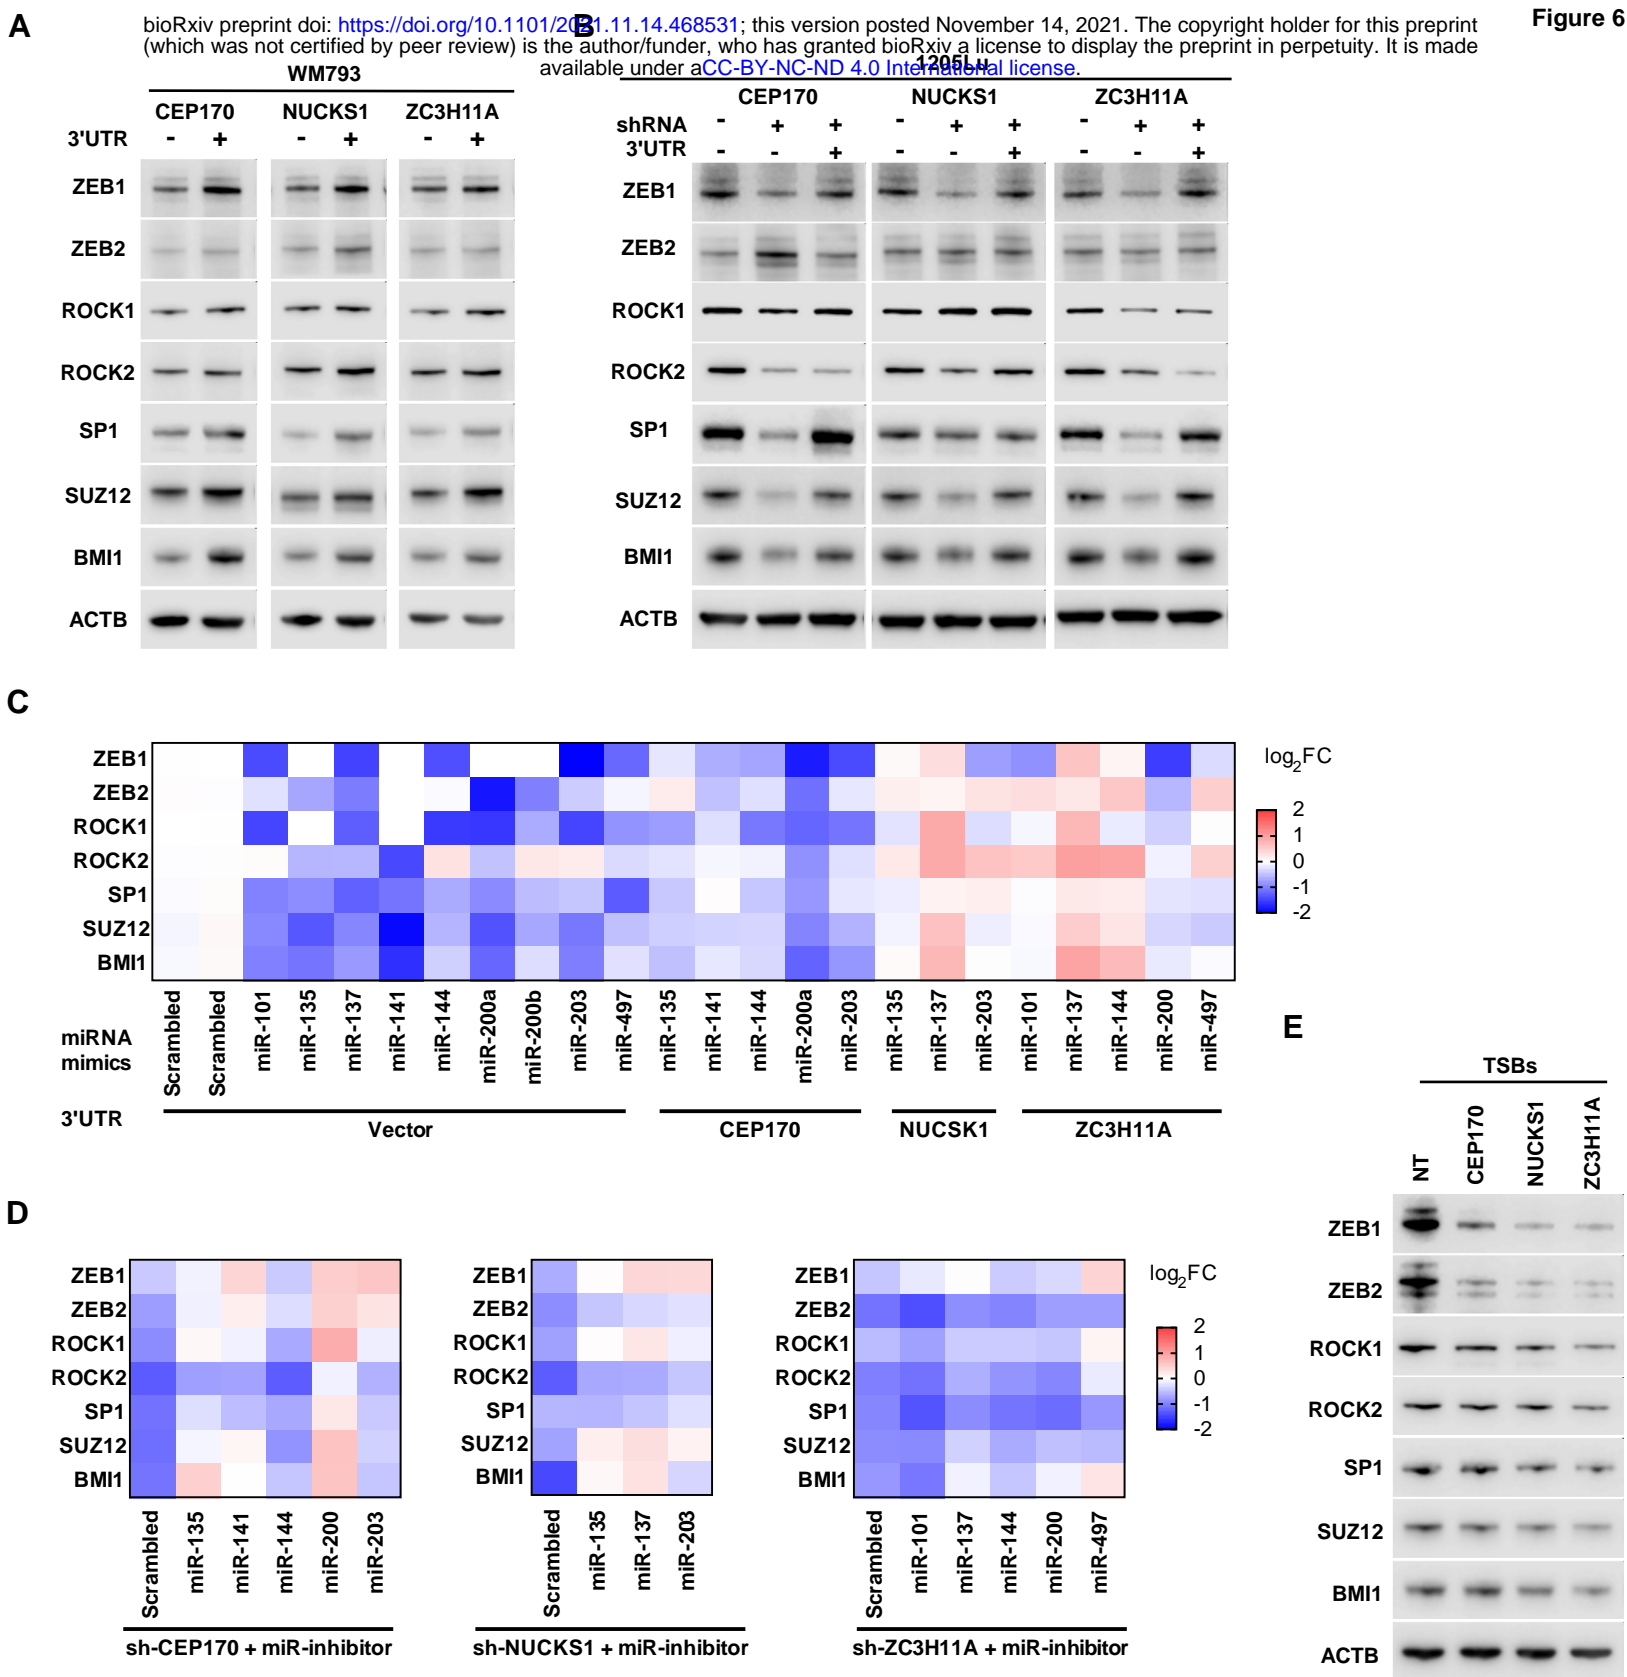 bioRxiv preprint doi: https://doi.org/10.1101/2021.11.14.468531; this version posted November 14, 2021. The copyright holder for this preprint
(which was not certified by peer review) is the author/funder, who has granted bioRxiv a license to display the preprint in perpetuity. It is made
available under aCC-BY-NC-ND 4.0 International license.
Figure 6
A
WM793
CEP170 NUCKS1 ZC3H11A
3'UTR - + - + - +
ZEB1
ZEB2
ROCK1
ROCK2
SP1
SUZ12
BMI1
ACTB
B
1205Lu
CEP170 NUCKS1 ZC3H11A
shRNA - + + - + + - + +
3'UTR - - + - - + - - +
ZEB1
ZEB2
ROCK1
ROCK2
SP1
SUZ12
BMI1
ACTB
C
ZEB1
ZEB2
ROCK1
ROCK2
SP1
SUZ12
BMI1
log2FC
2
1
0
-1
-2
miRNA
mimics
Scrambled Scrambled miR-101 miR-135 miR-137 miR-141 miR-144 miR-200a miR-200b miR-203 miR-497 miR-135 miR-141 miR-144 miR-200a miR-203 miR-135 miR-137 miR-203 miR-101 miR-137 miR-144 miR-200 miR-497
3'UTR
Vector CEP170 NUCSK1 ZC3H11A
D
ZEB1
ZEB2
ROCK1
ROCK2
SP1
SUZ12
BMI1
Scrambled miR-135 miR-141 miR-144 miR-200 miR-203
sh-CEP170 + miR-inhibitor
ZEB1
ZEB2
ROCK1
ROCK2
SP1
SUZ12
BMI1
Scrambled miR-135 miR-137 miR-203
sh-NUCKS1 + miR-inhibitor
ZEB1
ZEB2
ROCK1
ROCK2
SP1
SUZ12
BMI1
Scrambled miR-101 miR-137 miR-144 miR-200 miR-497
sh-ZC3H11A + miR-inhibitor
log2FC
2
1
0
-1
-2
E
TSBs
NT CEP170 NUCKS1 ZC3H11A
ZEB1
ZEB2
ROCK1
ROCK2
SP1
SUZ12
BMI1
ACTB